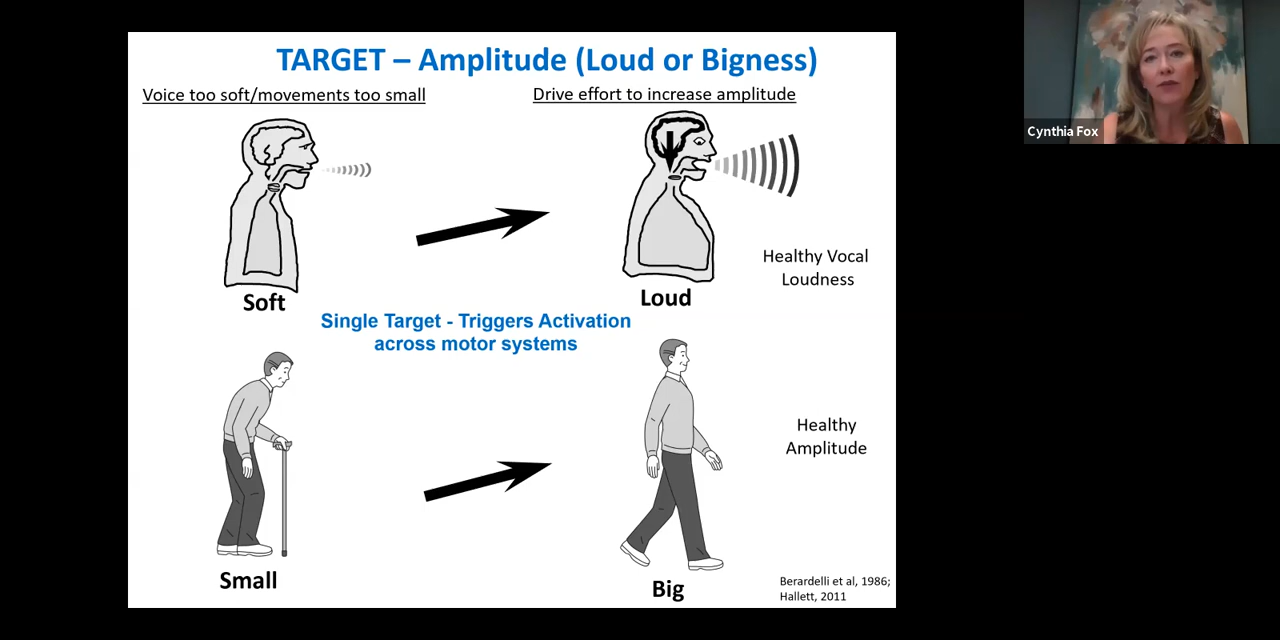 TARGET – Amplitude (Loud or Bigness)
Voice too soft/movements too small
Drive effort to increase amplitude
Cynthia Fox
Healthy Vocal
Loudness
Soft
Loud
Single Target - Triggers Activation
across motor systems
Healthy
Amplitude
Small
Big
Berardelli et al, 1986;
Hallett, 2011